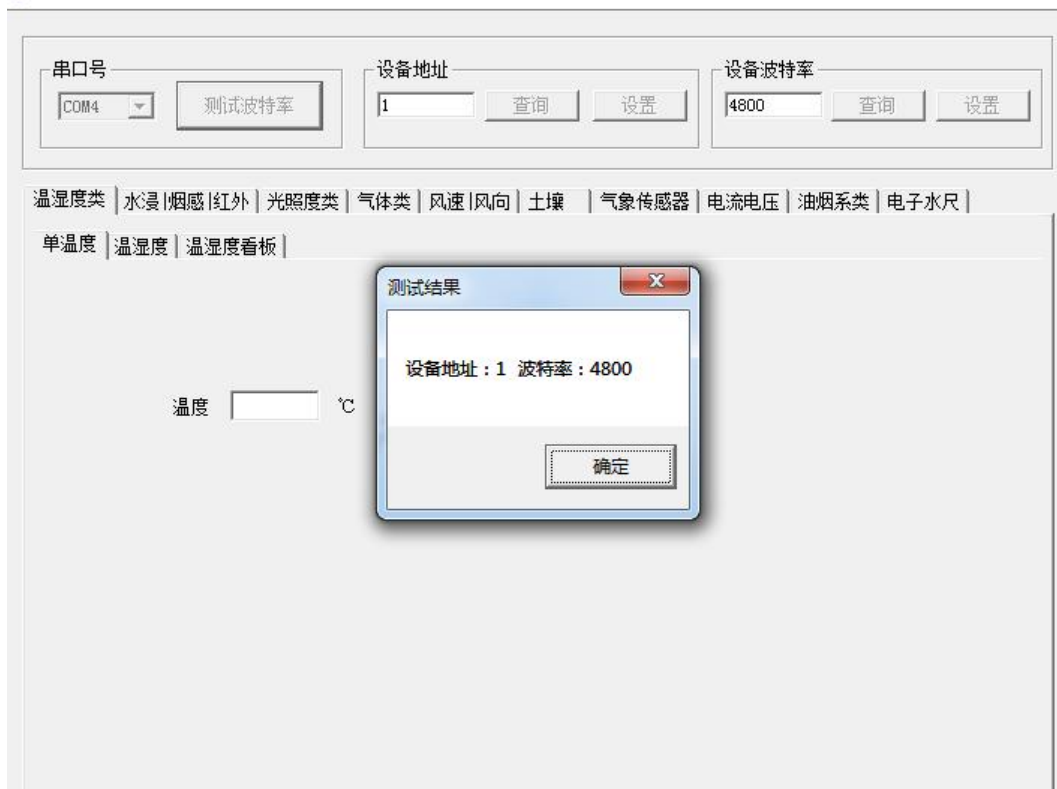 串口号
COM4
测试波特率
设备地址
1
查询
设置
设备波特率
4800
查询
设置
温湿度类 水浸|烟感|红外 光照度类 气体类 风速|风向 土壤 气象传感器 电流电压 油烟系类 电子水尺
单温度 温湿度 温湿度看板
测试结果
设备地址：1 波特率：4800
确定
温度 ℃